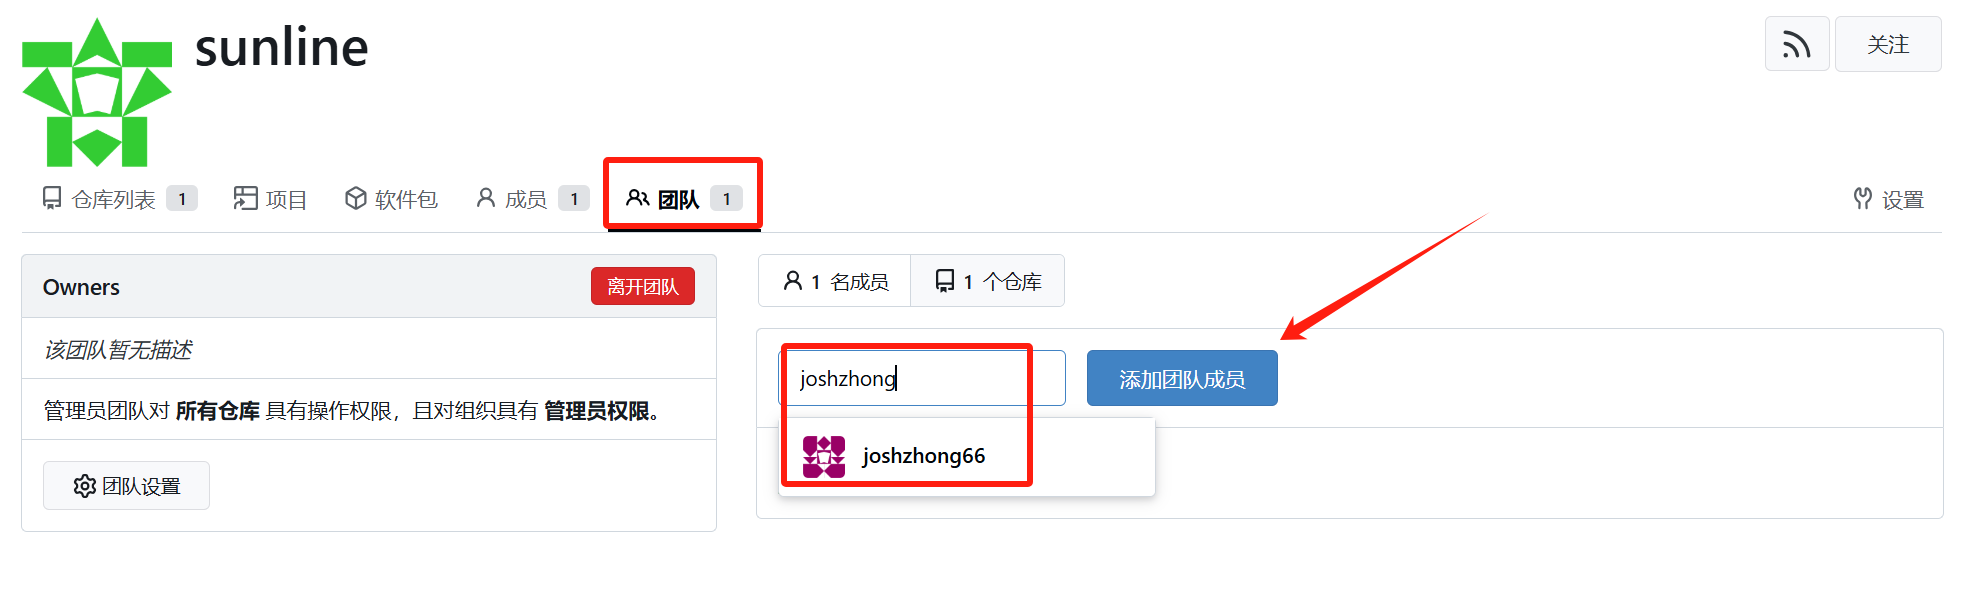 sunline
关注
仓库列表 1 项目 软件包 成员 1 团队 1 设置
Owners 离开团队
该团队暂无描述
管理员团队对 所有仓库 具有操作权限，且对组织具有 管理员权限。
团队设置
1 名成员 1 个仓库
joshzhong 添加团队成员
joshzhong66